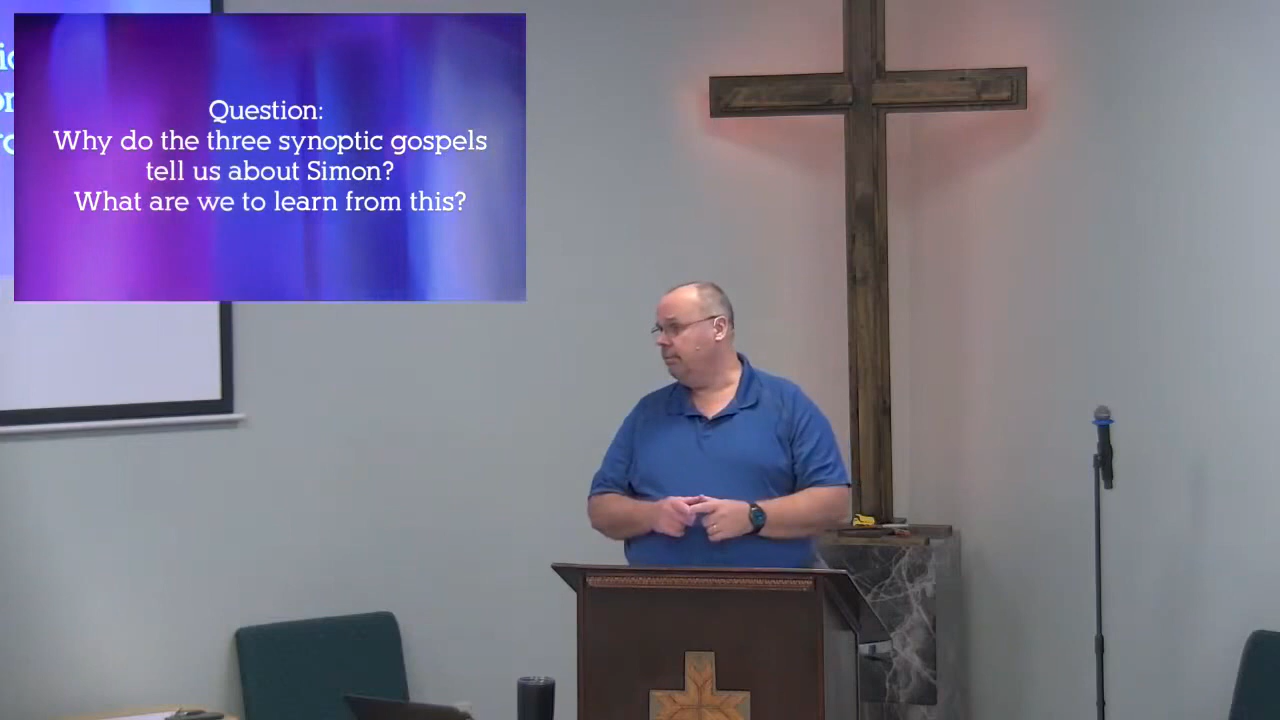 Question:
Why do the three synoptic gospels
tell us about Simon?
What are we to learn from this?